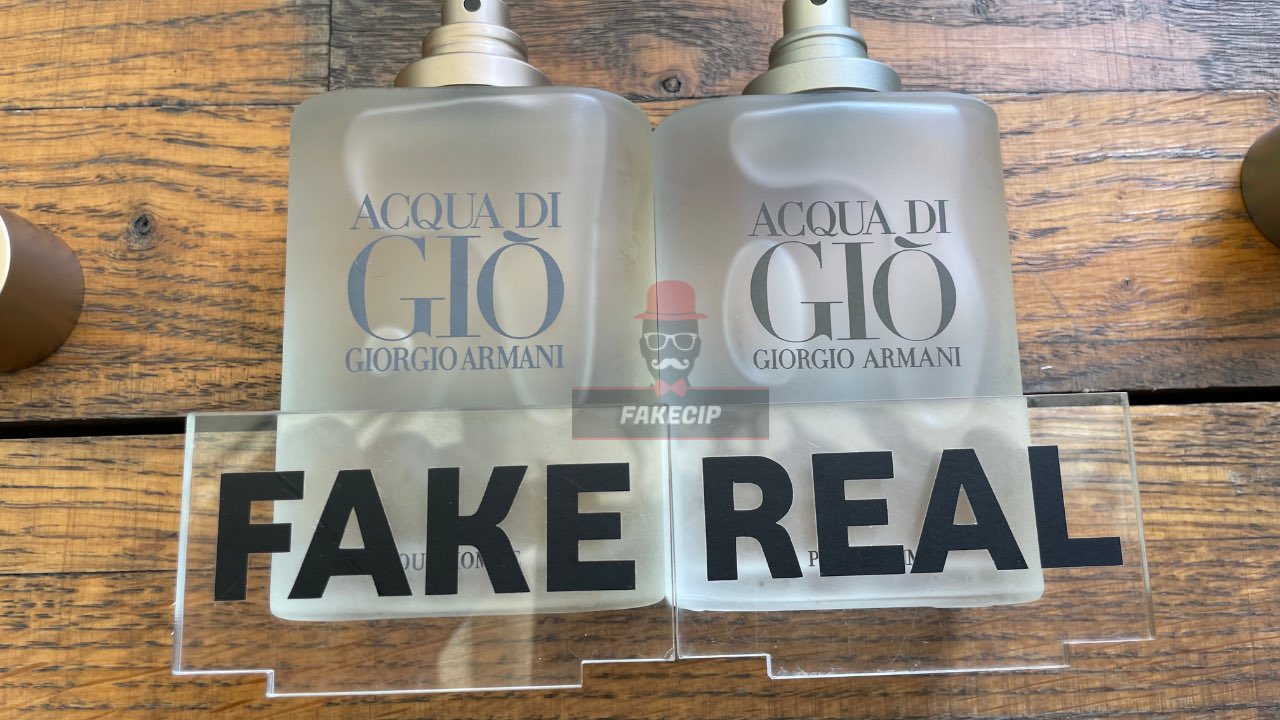 ACQUA DI
GIÒ
GIORGIO ARMANI
ACQUA DI
GIÒ
GIORGIO ARMANI
FAKECIP
FAKE
REAL